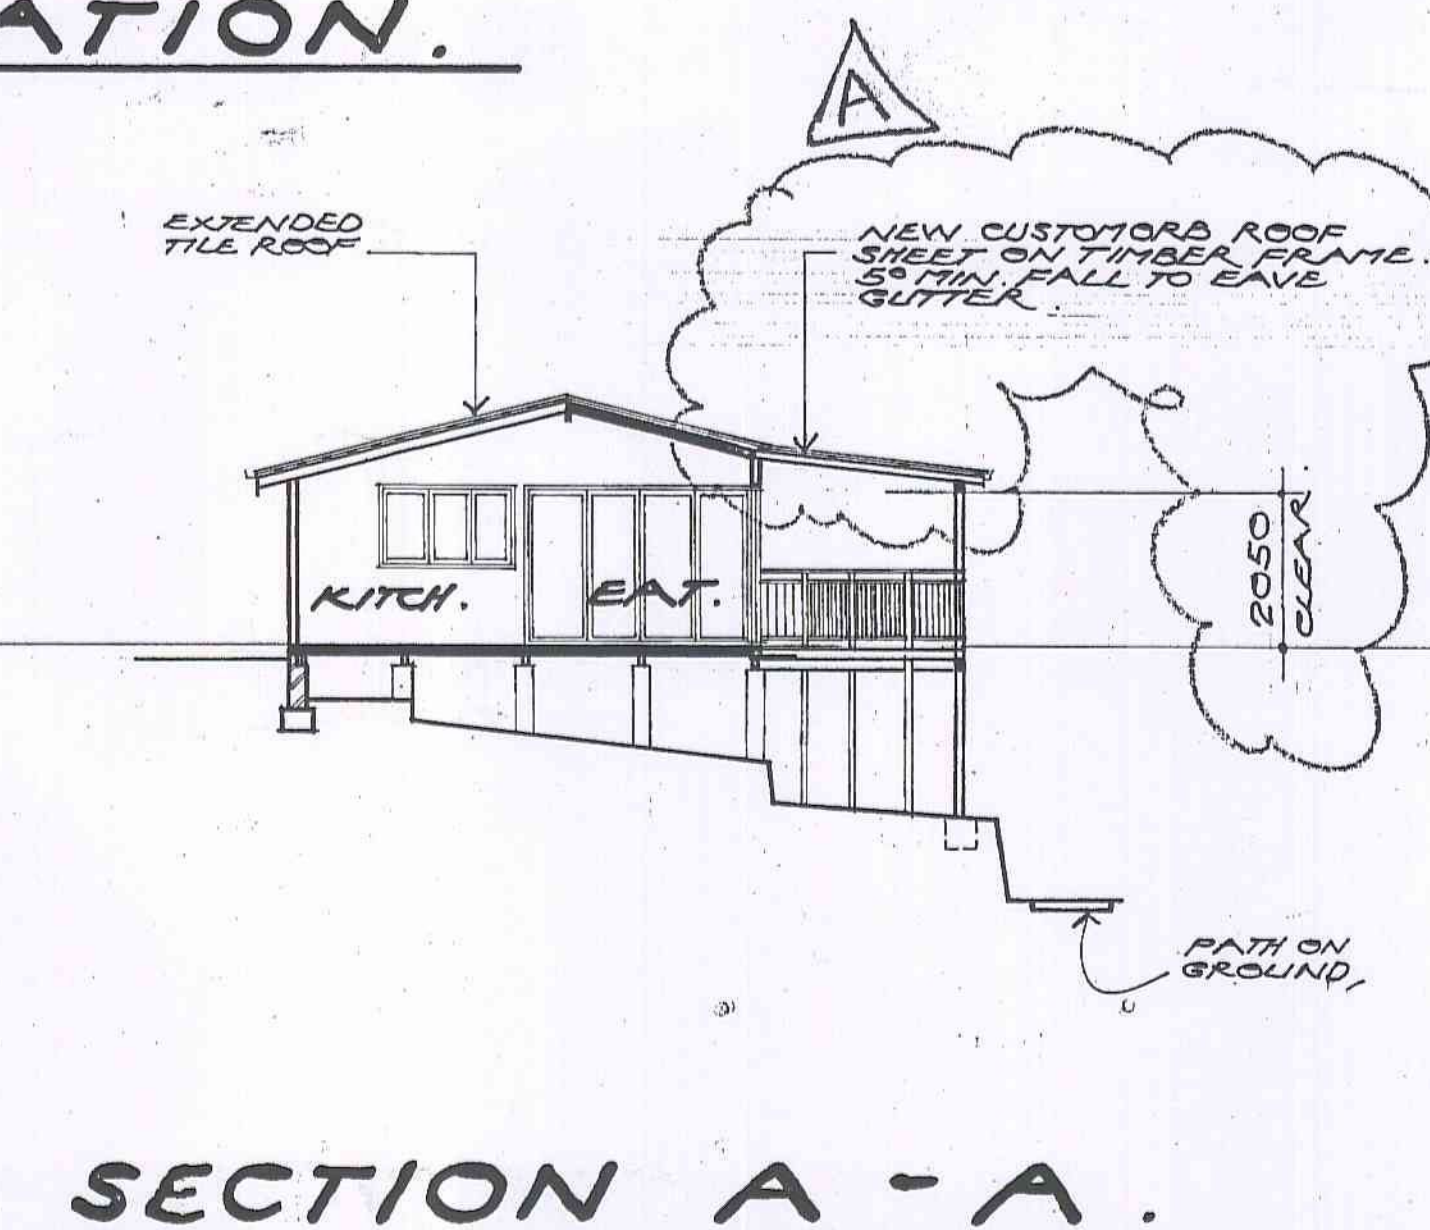 ATION.
A
EXTENDED
TILE ROOF
NEW CUSTOMORB ROOF
SHEET ON TIMBER FRAME.
5° MIN. FALL TO EAVE
GUTTER.
KITCH.
EAT.
2050
CLEAR.
PATH ON
GROUND,
SECTION A-A.